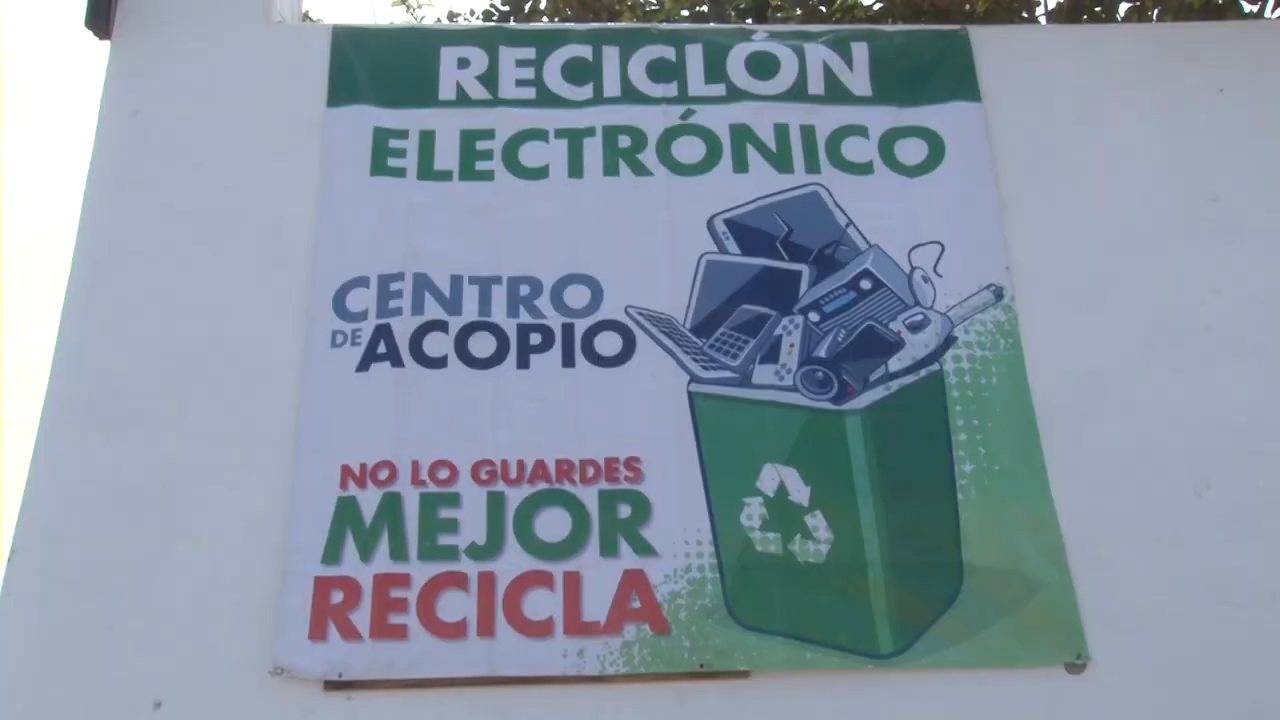 RECICLÓN
ELECTRÓNICO
CENTRO
DE ACOPIO
NO LO GUARDES
MEJOR
RECICLA